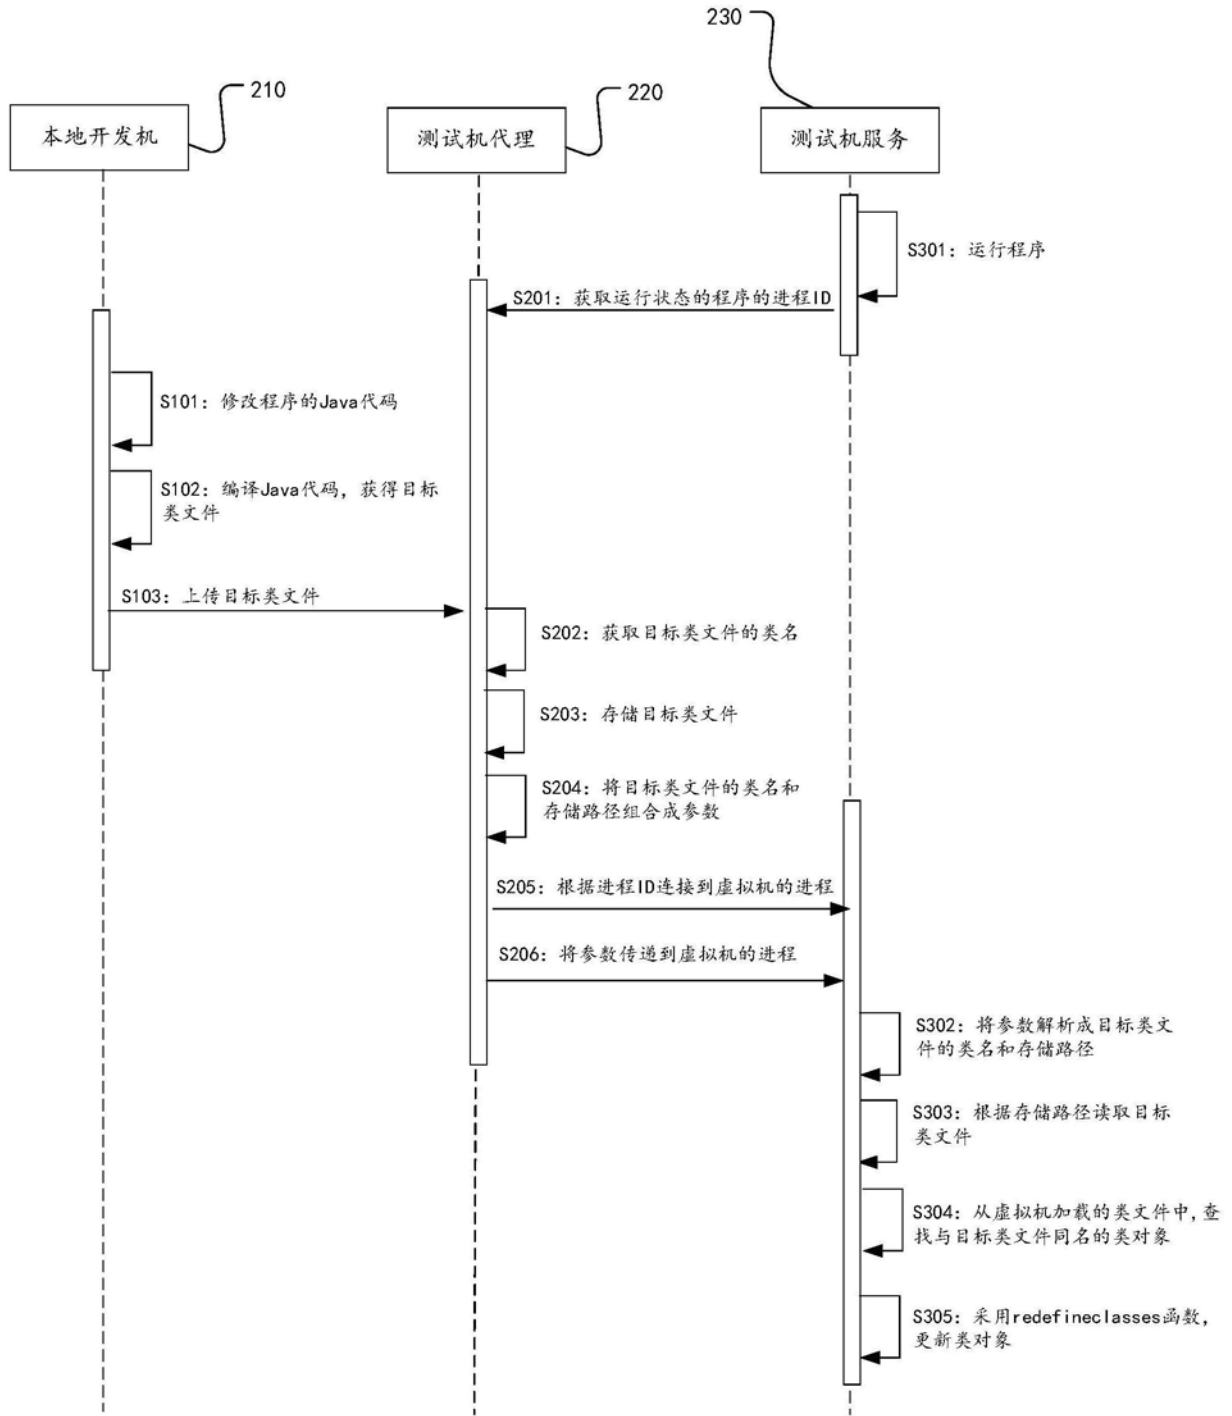 230
210
220
本地开发机
测试机代理
测试机服务
S301：运行程序
S201：获取运行状态的程序的进程ID
S101：修改程序的Java代码
S102：编译Java代码，获得目标
类文件
S103：上传目标类文件
S202：获取目标类文件的类名
S203：存储目标类文件
S204：将目标类文件的类名和
存储路径组合成参数
S205：根据进程ID连接到虚拟机的进程
S206：将参数传递到虚拟机的进程
S302：将参数解析成目标类文
件的类名和存储路径
S303：根据存储路径读取目标
类文件
S304：从虚拟机加载的类文件中,查
找与目标类文件同名的类对象
S305：采用redefineclasses函数，
更新类对象